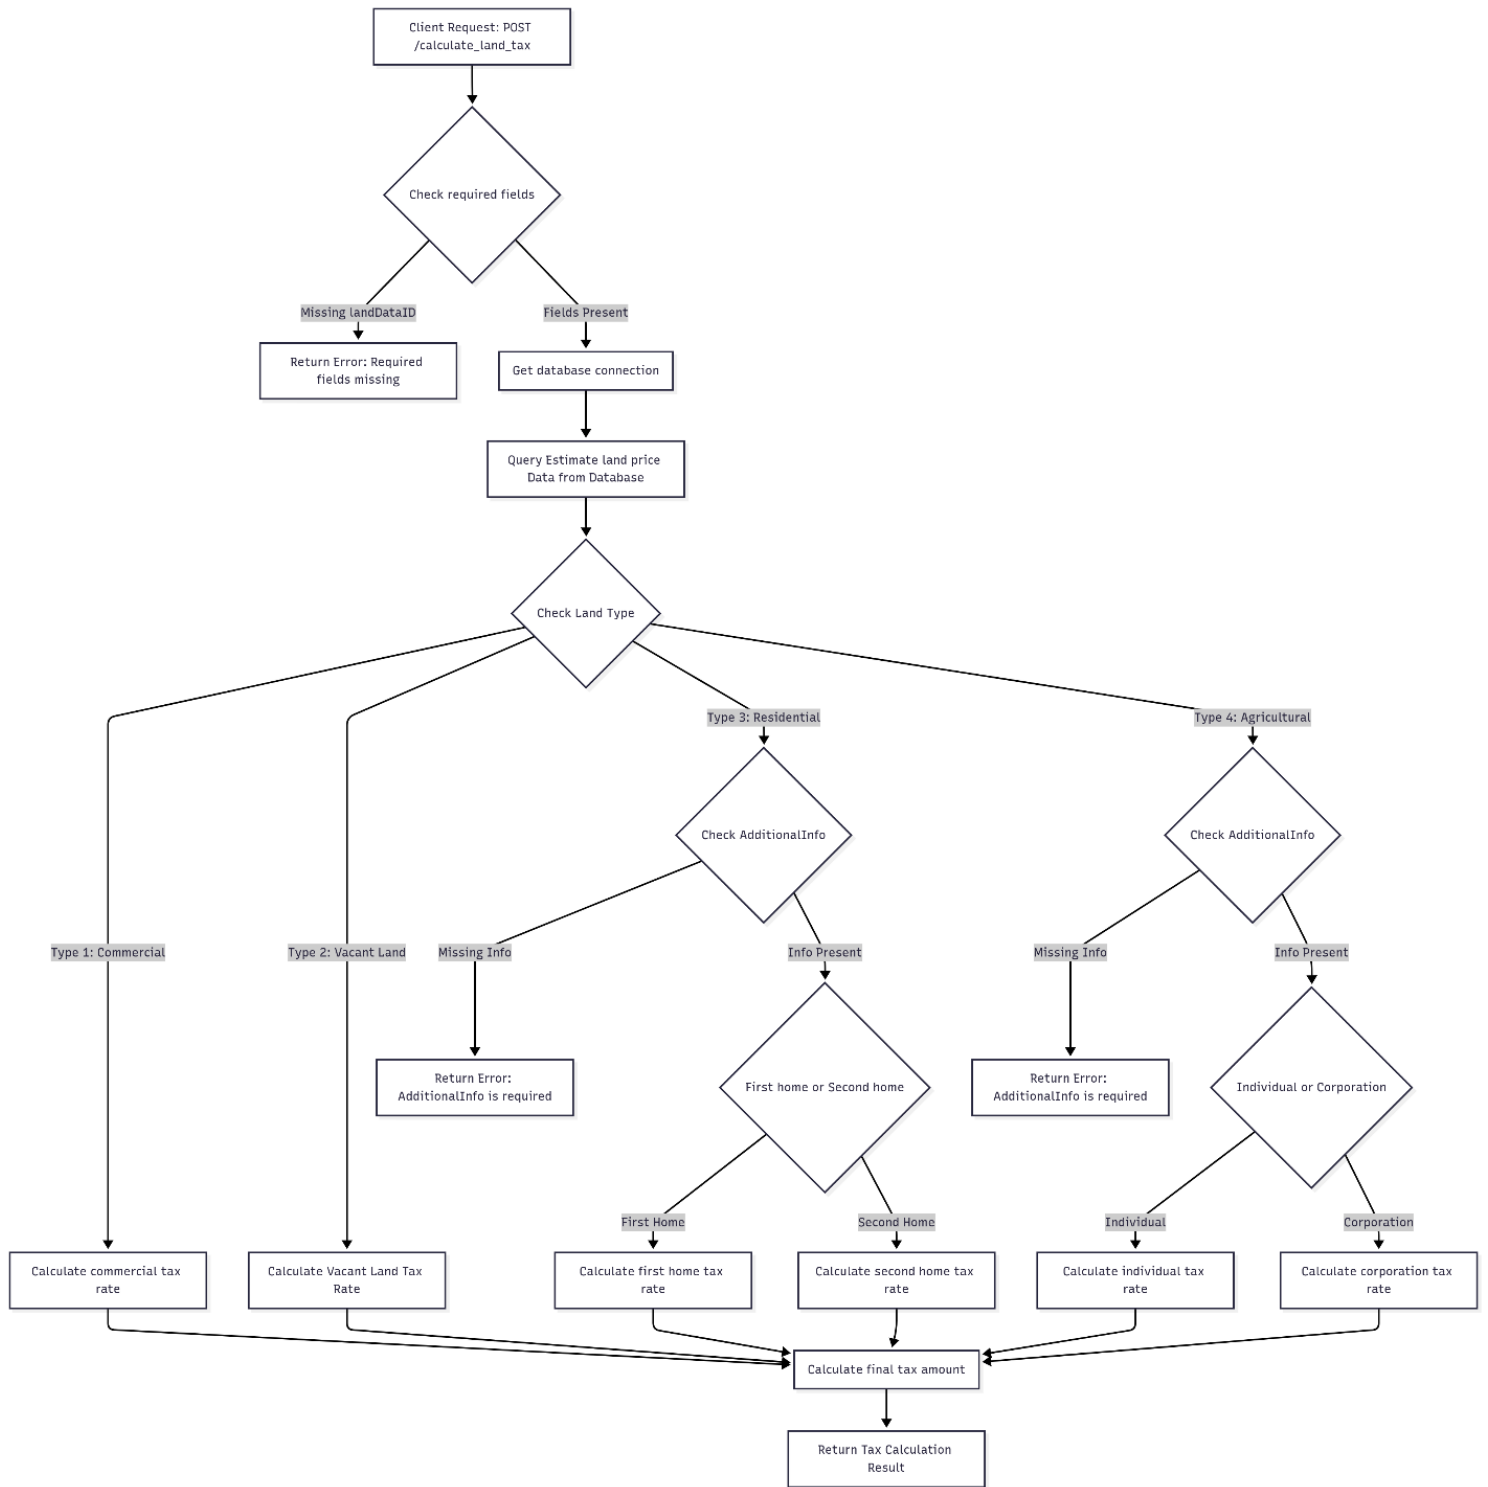 Client Request: POST
/calculate_land_tax
Check required fields
Missing landDataID
Fields Present
Return Error: Required
fields missing
Get database connection
Query Estimate land price
Data from Database
Check Land Type
Type 3: Residential
Type 4: Agricultural
Check AdditionalInfo
Check AdditionalInfo
Type 1: Commercial
Type 2: Vacant Land
Missing Info
Info Present
Missing Info
Info Present
Return Error:
AdditionalInfo is required
First home or Second home
Return Error:
AdditionalInfo is required
Individual or Corporation
First Home
Second Home
Individual
Corporation
Calculate commercial tax
rate
Calculate Vacant Land Tax
Rate
Calculate first home tax
rate
Calculate second home tax
rate
Calculate individual tax
rate
Calculate corporation tax
rate
Calculate final tax amount
Return Tax Calculation
Result